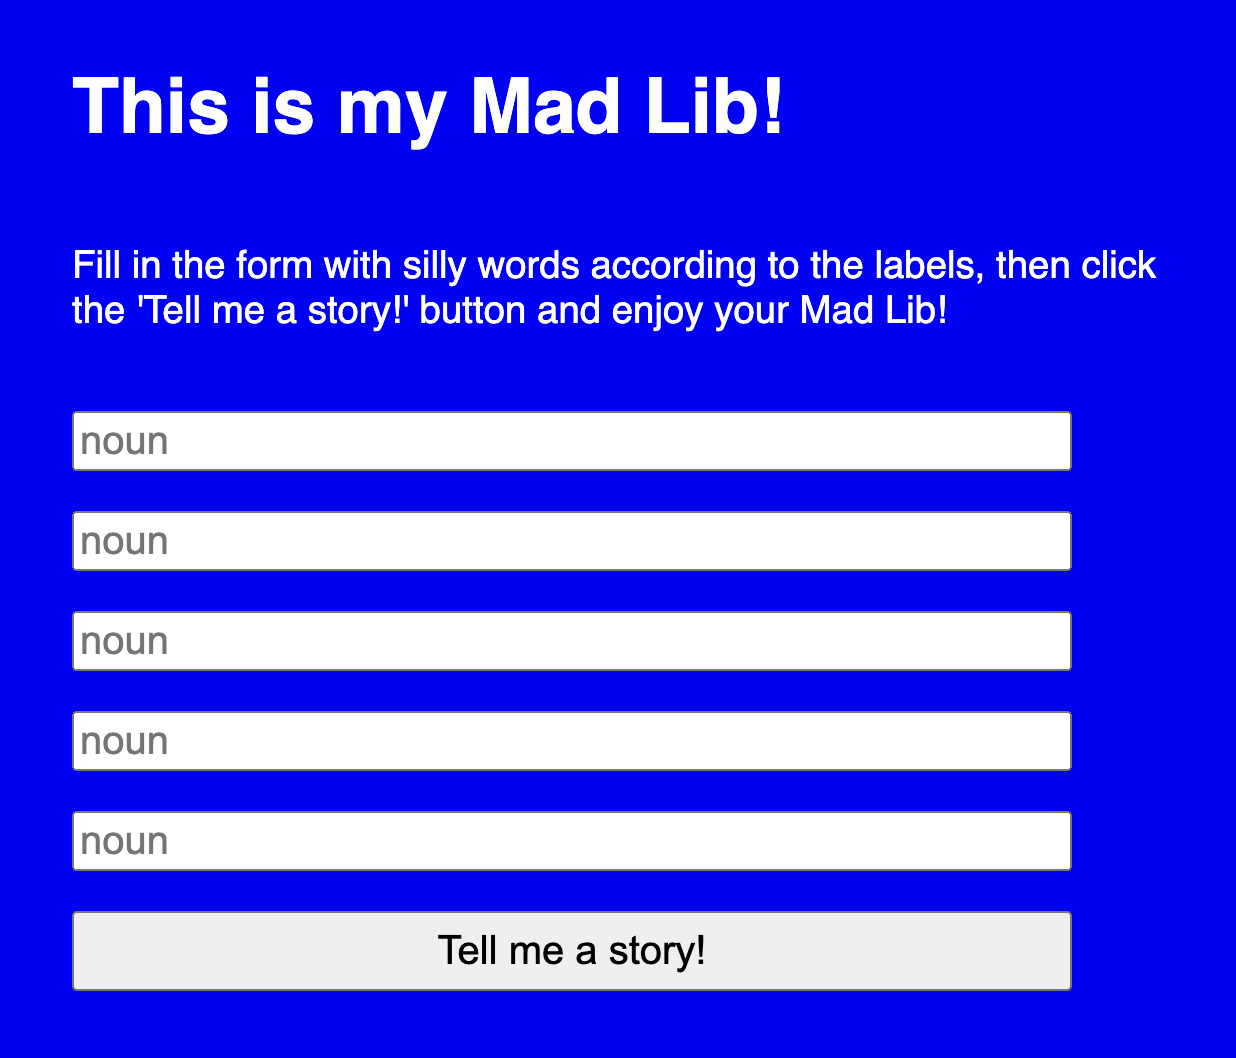 This is my Mad Lib!
Fill in the form with silly words according to the labels, then click
the 'Tell me a story!' button and enjoy your Mad Lib!
noun
noun
noun
noun
noun
Tell me a story!